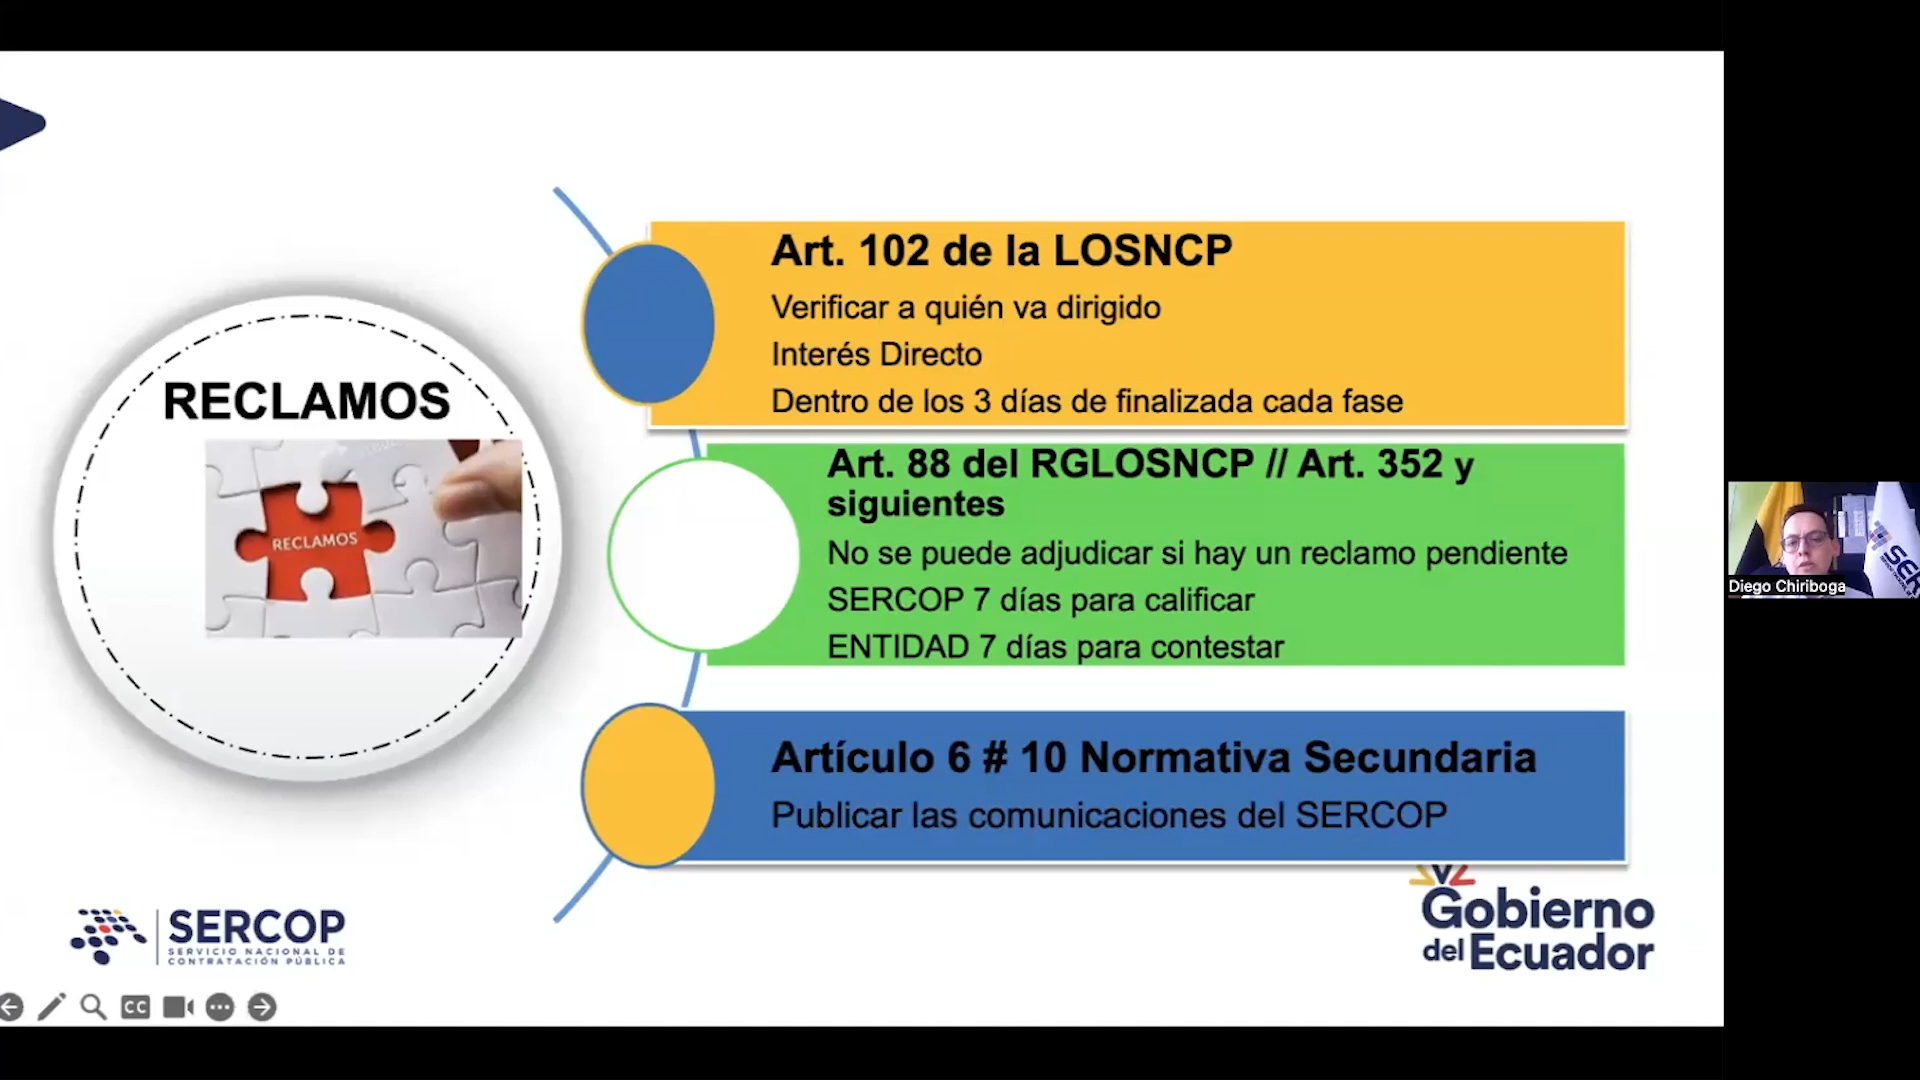 RECLAMOS
RECLAMOS
Art. 102 de la LOSNCP
Verificar a quién va dirigido
Interés Directo
Dentro de los 3 días de finalizada cada fase
Art. 88 del RGLOSNCP // Art. 352 y
siguientes
No se puede adjudicar si hay un reclamo pendiente
SERCOP 7 días para calificar
ENTIDAD 7 días para contestar
Artículo 6 # 10 Normativa Secundaria
Publicar las comunicaciones del SERCOP
SERCOP
SERVICIO NACIONAL DE
CONTRATACIÓN PÚBLICA
Gobierno
del Ecuador
CC
Diego Chiriboga